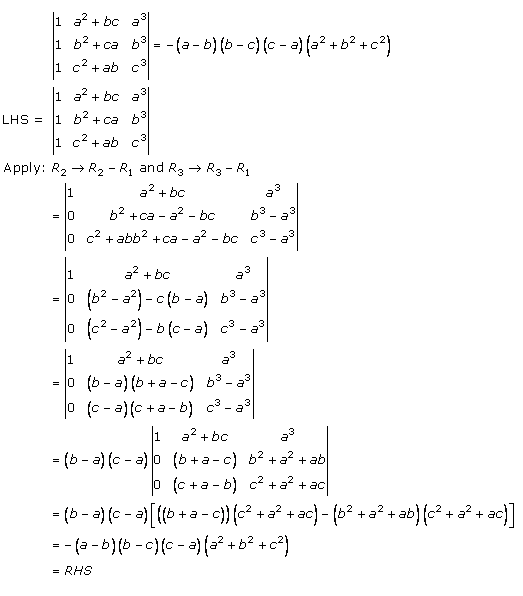 |1 a² + bc a³|
|1 b² + ca b³| = −(a − b)(b − c)(c − a)(a² + b² + c²)
|1 c² + ab c³|
|1 a² + bc a³|
LHS = |1 b² + ca b³|
|1 c² + ab c³|
Apply: R₂ → R₂ − R₁ and R₃ → R₃ − R₁
|1 a² + bc a³|
= |0 b² + ca − a² − bc b³ − a³|
|0 c² + abb² + ca − a² − bc c³ − a³|
|1 a² + bc a³|
= |0 (b² − a²) − c(b − a) b³ − a³|
|0 (c² − a²) − b(c − a) c³ − a³|
|1 a² + bc a³|
= |0 (b − a)(b + a − c) b³ − a³|
|0 (c − a)(c + a − b) c³ − a³|
|1 a² + bc a³|
= (b − a)(c − a) |0 (b + a − c) b² + a² + ab|
|0 (c + a − b) c² + a² + ac|
= (b − a)(c − a)[((b + a − c))(c² + a² + ac) − (b² + a² + ab)(c² + a² + ac)]
= −(a − b)(b − c)(c − a)(a² + b² + c²)
= RHS